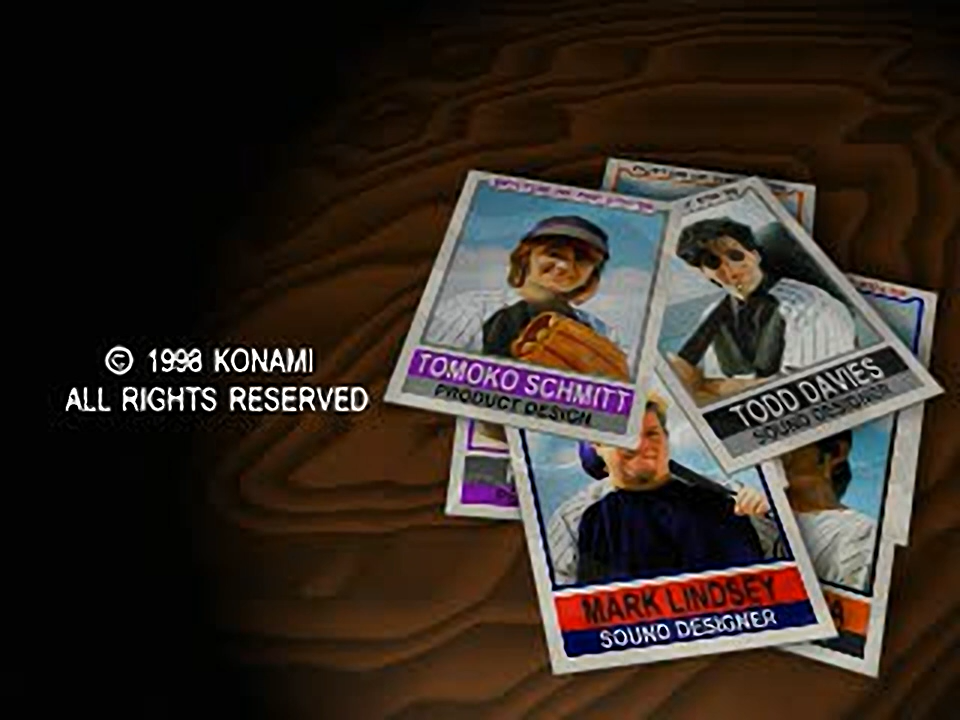 © 1998 KONAMI
ALL RIGHTS RESERVED
TOMOKO SCHMITT
PRODUCT DESIGN
TODD DAVIES
SOUND DESIGNER
MARK LINDSEY
SOUND DESIGNER